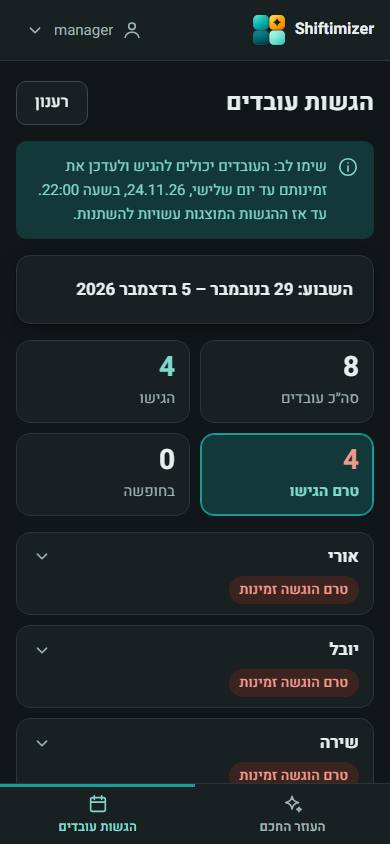 Shiftimizer
manager
הגשות עובדים
רענון
שימו לב: העובדים יכולים להגיש ולעדכן את
זמינותם עד יום שלישי, 24.11.26, בשעה 22:00.
עד אז ההגשות המוצגות עשויות להשתנות.
השבוע: 29 בנובמבר – 5 בדצמבר 2026
8
סה"כ עובדים
4
הגישו
4
טרם הגישו
0
בחופשה
אורי
טרם הוגשה זמינות
יובל
טרם הוגשה זמינות
שירה
טרם הוגשה זמינות
העוזר החכם
הגשות עובדים